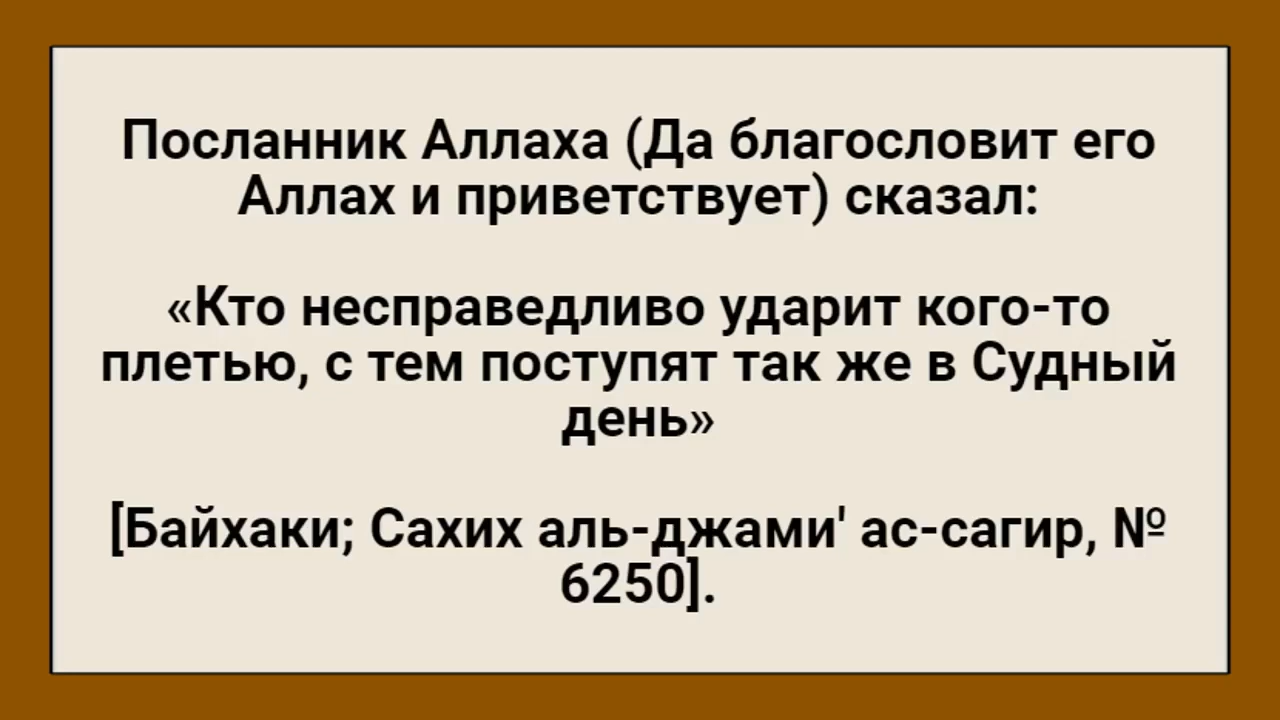 Посланник Аллаха (Да благословит его
Аллах и приветствует) сказал:
«Кто несправедливо ударит кого-то
плетью, с тем поступят так же в Судный
день»
[Байхаки; Сахих аль-джами' ас-сагир, №
6250].